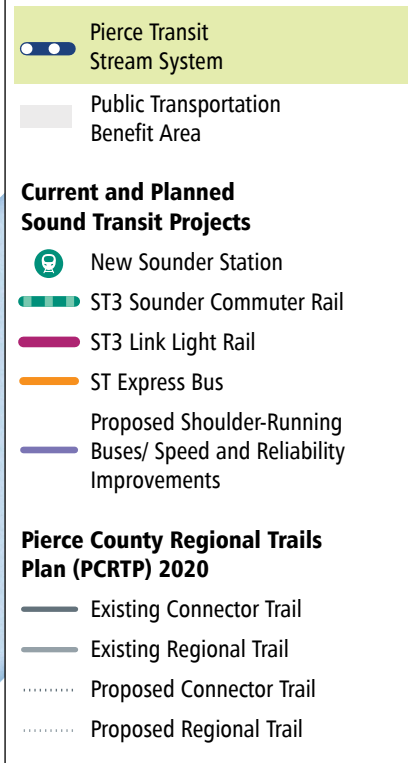 Pierce Transit
Stream System
Public Transportation
Benefit Area
Current and Planned
Sound Transit Projects
New Sounder Station
ST3 Sounder Commuter Rail
ST3 Link Light Rail
ST Express Bus
Proposed Shoulder-Running
Buses/ Speed and Reliability
Improvements
Pierce County Regional Trails
Plan (PCRTP) 2020
Existing Connector Trail
Existing Regional Trail
Proposed Connector Trail
Proposed Regional Trail